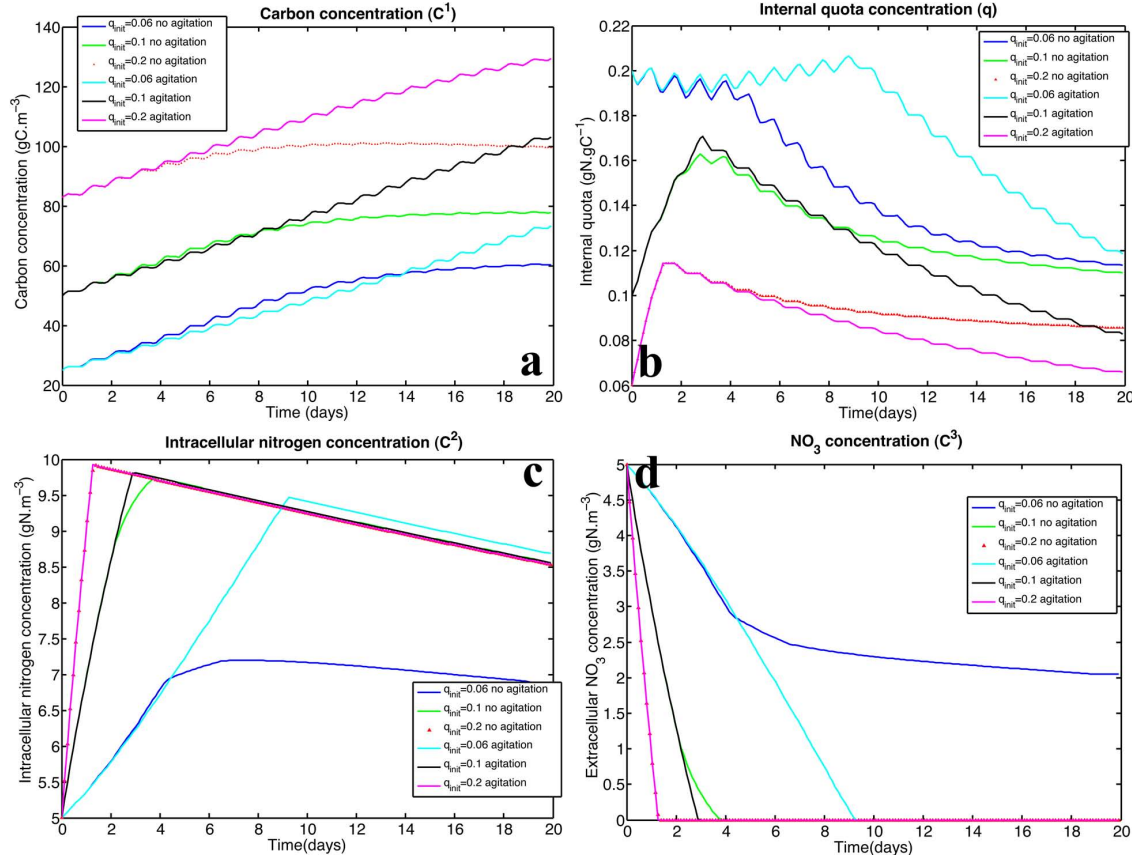 Carbon concentration (C¹)
q_init=0.06 no agitation
q_init=0.1 no agitation
q_init=0.2 no agitation
q_init=0.06 agitation
q_init=0.1 agitation
q_init=0.2 agitation
Carbon concentration (gC.m⁻³)
140
120
100
80
60
40
20
0 2 4 6 8 10 12 14 16 18 20
Time (days)
a
Internal quota concentration (q)
q_init=0.06 no agitation
q_init=0.1 no agitation
q_init=0.2 no agitation
q_init=0.06 agitation
q_init=0.1 agitation
q_init=0.2 agitation
Internal quota (gN.gC⁻¹)
0.22
0.20
0.18
0.16
0.14
0.12
0.1
0.08
0.06
0 2 4 6 8 10 12 14 16 18 20
Time(days)
b
Intracellular nitrogen concentration (C²)
c
Intracellular nitrogen concentration (gN.m⁻³)
10
9.5
9
8.5
8
7.5
7
6.5
6
5.5
5
q_init=0.06 no agitation
q_init=0.1 no agitation
q_init=0.2 no agitation
q_init=0.06 agitation
q_init=0.1 agitation
q_init=0.2 agitation
0 2 4 6 8 10 12 14 16 18 20
Time (days)
NO₃ concentration (C³)
d
q_init=0.06 no agitation
q_init=0.1 no agitation
q_init=0.2 no agitation
q_init=0.06 agitation
q_init=0.1 agitation
q_init=0.2 agitation
Extracellular NO₃ concentration (gN.m⁻³)
5
4.5
4
3.5
3
2.5
2
1.5
1
0.5
0
0 2 4 6 8 10 12 14 16 18 20
Time(days)